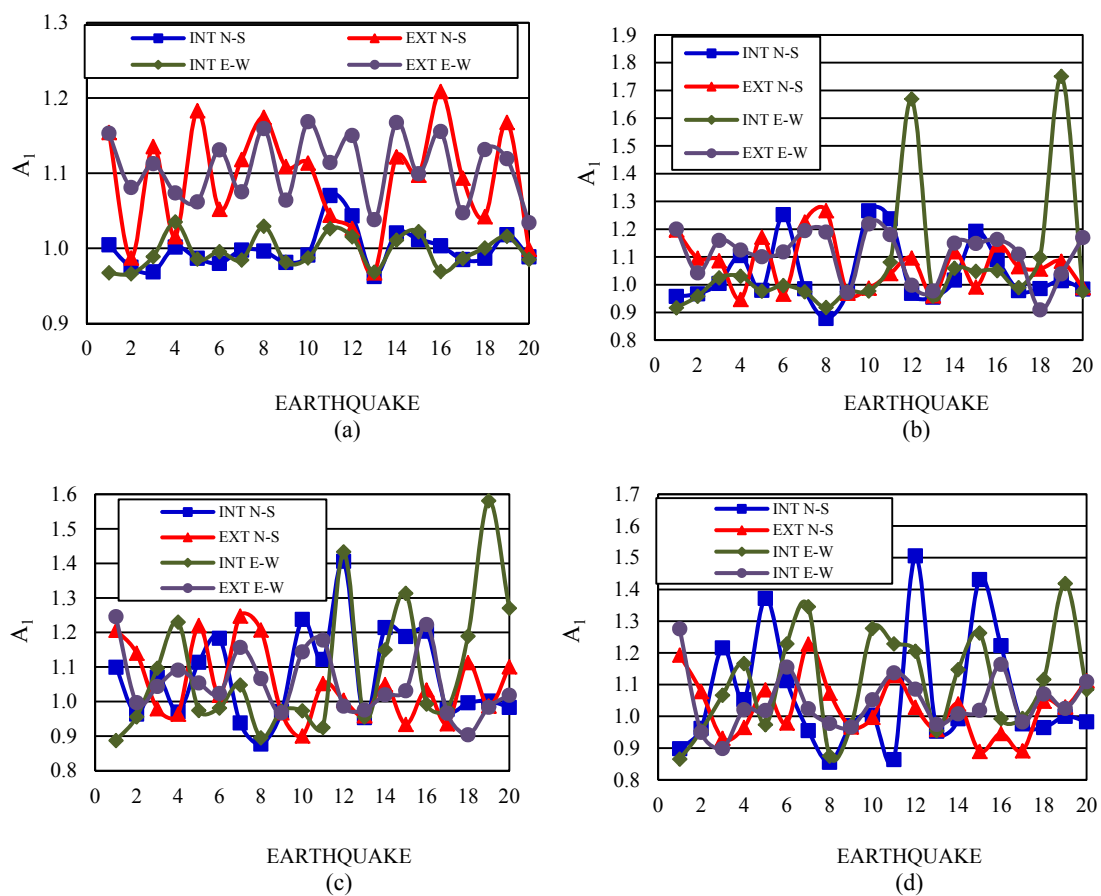 1.3
INT N-S EXT N-S
INT E-W EXT E-W
1.2
A1
1.1
1.0
0.9
0 2 4 6 8 10 12 14 16 18 20
EARTHQUAKE
(a)
1.9
1.8
1.7
1.6
1.5
1.4
1.3
1.2
1.1
1.0
0.9
0.8
INT N-S
EXT N-S
INT E-W
EXT E-W
A1
0 2 4 6 8 10 12 14 16 18 20
EARTHQUAKE
(b)
1.6
1.5
1.4
1.3
1.2
1.1
1.0
0.9
0.8
INT N-S
EXT N-S
INT E-W
EXT E-W
A1
0 2 4 6 8 10 12 14 16 18 20
EARTHQUAKE
(c)
1.7
1.6
1.5
1.4
1.3
1.2
1.1
1.0
0.9
0.8
INT N-S
EXT N-S
INT E-W
INT E-W
A1
0 2 4 6 8 10 12 14 16 18 20
EARTHQUAKE
(d)